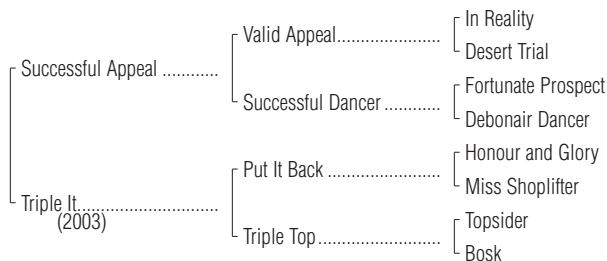 In Reality
Valid Appeal....................
Desert Trial
Successful Appeal ...........
Fortunate Prospect
Successful Dancer ...........
Debonair Dancer
Honour and Glory
Put It Back ......................
Miss Shoplifter
Triple It............................
(2003)
Topsider
Triple Top........................
Bosk